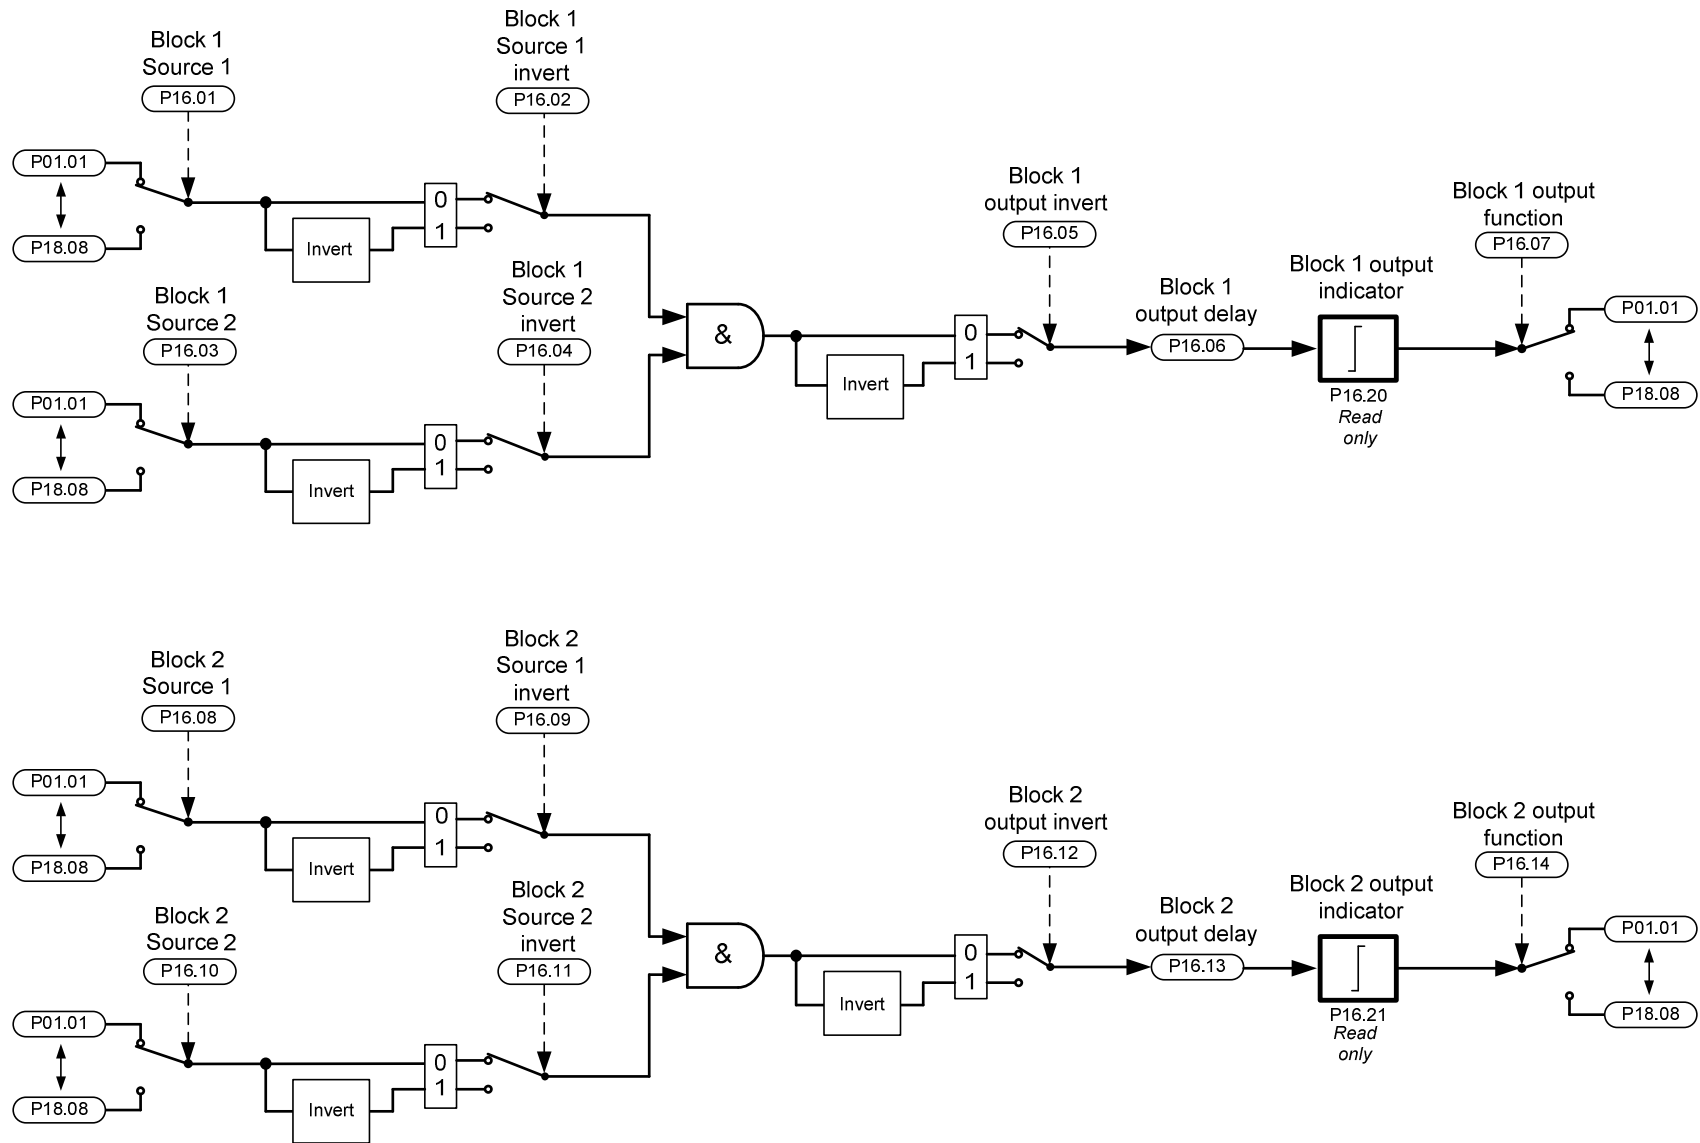 Block 1
Source 1
P16.01
Block 1
Source 1
invert
P16.02
P01.01
P18.08
0
1
Invert
Block 1
Source 2
P16.03
Block 1
Source 2
invert
P16.04
P01.01
P18.08
0
1
Invert
&
Block 1
output invert
P16.05
0
1
Invert
Block 1
output delay
P16.06
Block 1 output
indicator
P16.20
Read
only
Block 1 output
function
P16.07
P01.01
P18.08
Block 2
Source 1
P16.08
Block 2
Source 1
invert
P16.09
P01.01
P18.08
0
1
Invert
Block 2
Source 2
P16.10
Block 2
Source 2
invert
P16.11
P01.01
P18.08
0
1
Invert
&
Block 2
output invert
P16.12
0
1
Invert
Block 2
output delay
P16.13
Block 2 output
indicator
P16.21
Read
only
Block 2 output
function
P16.14
P01.01
P18.08